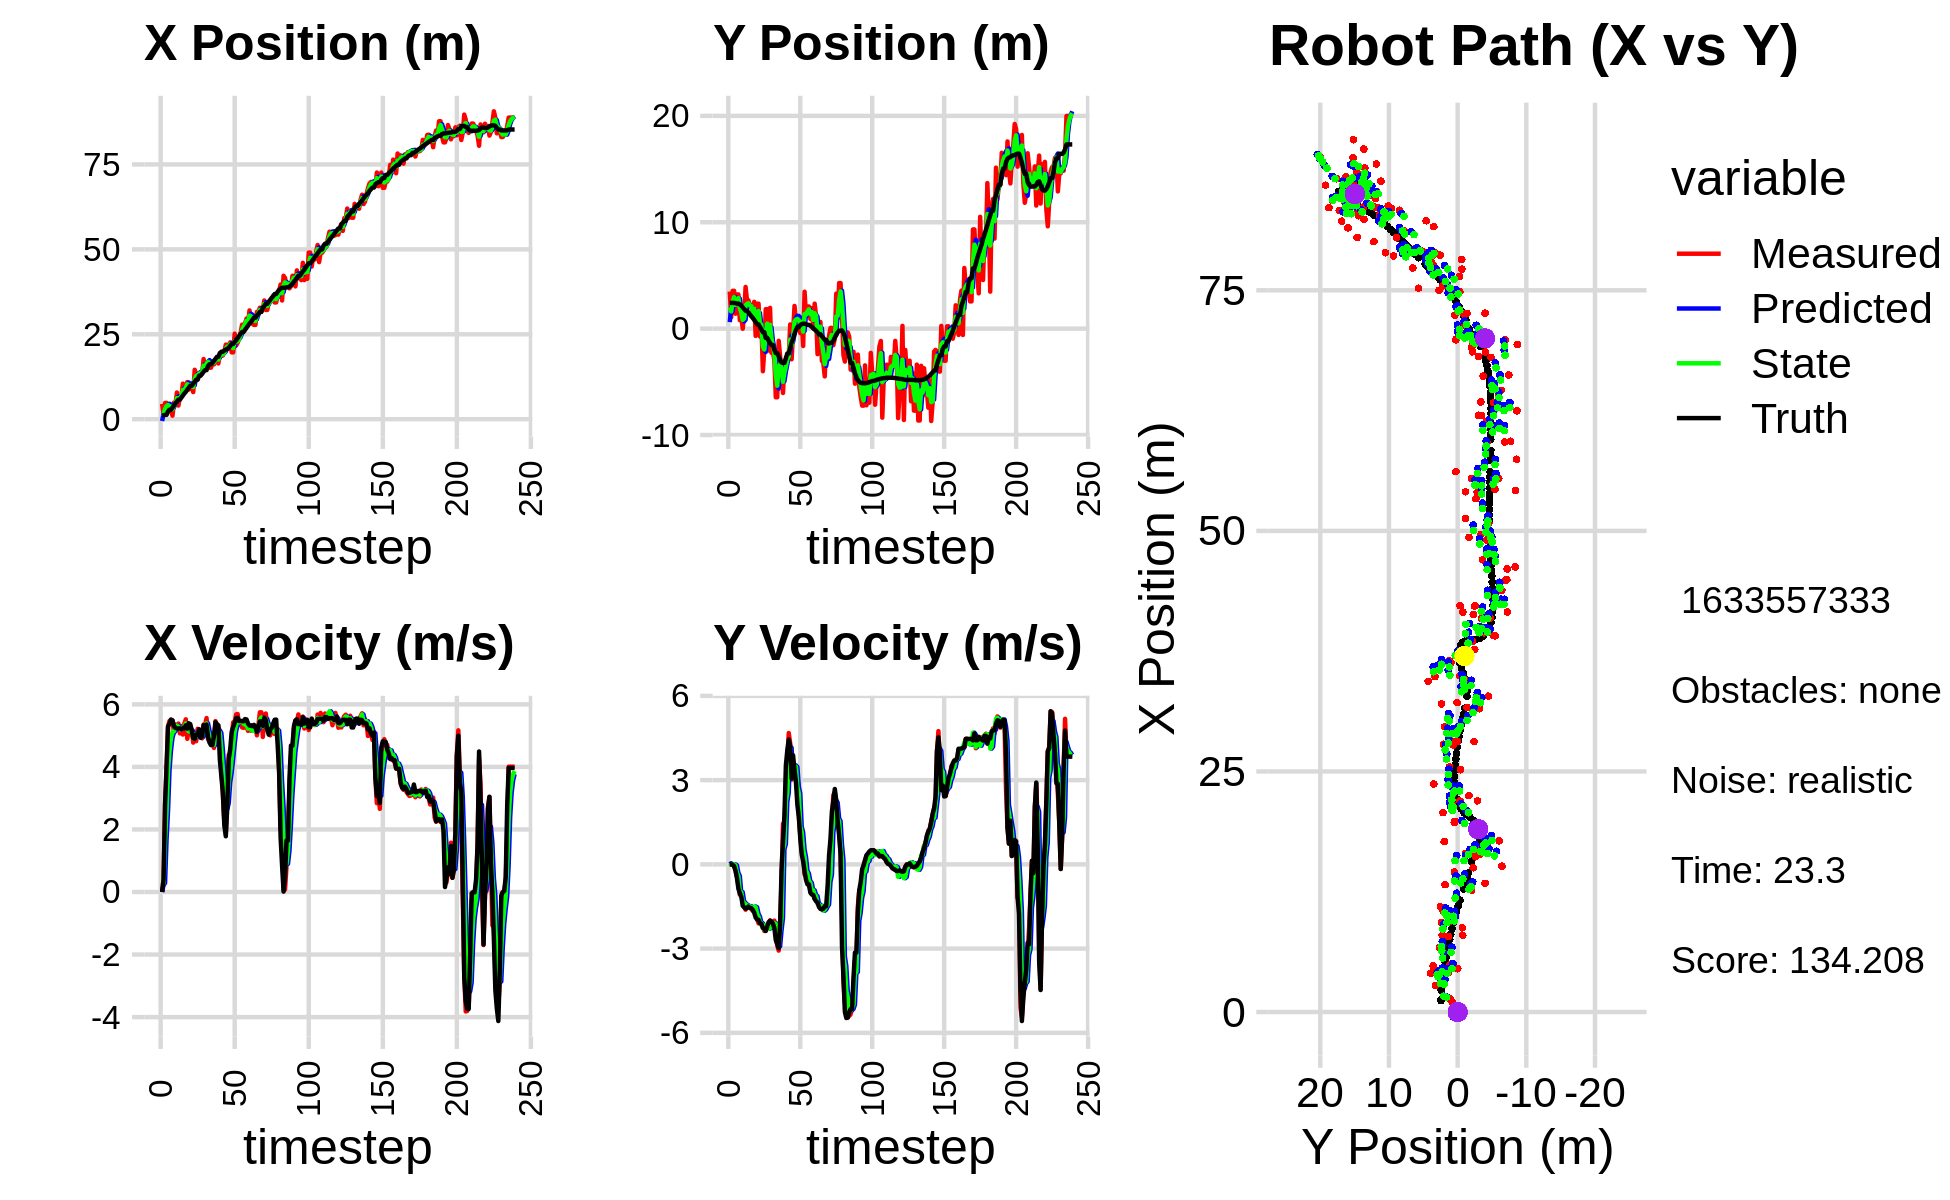 X Position (m)
75
50
25
0
0 50 100 150 200 250
timestep
Y Position (m)
20
10
0
-10
0 50 100 150 200 250
timestep
X Velocity (m/s)
6
4
2
0
-2
-4
0 50 100 150 200 250
timestep
Y Velocity (m/s)
6
3
0
-3
-6
0 50 100 150 200 250
timestep
Robot Path (X vs Y)
X Position (m)
75
50
25
0
20 10 0 -10 -20
Y Position (m)
variable
Measured
Predicted
State
Truth
1633557333
Obstacles: none
Noise: realistic
Time: 23.3
Score: 134.208